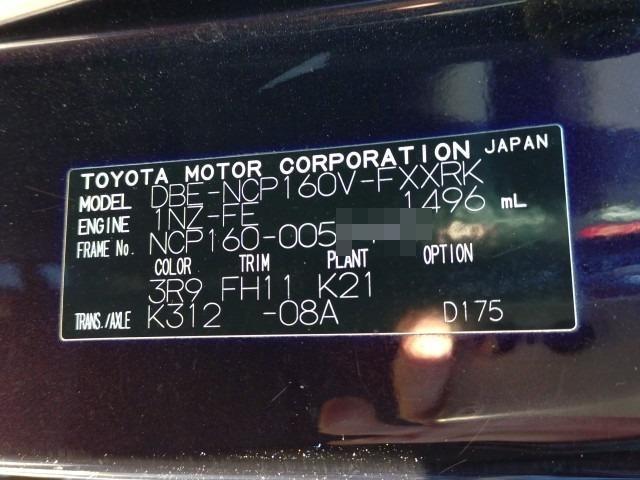 TOYOTA MOTOR CORPORATION JAPAN
MODEL DBE-NCP160V-FXXRK
ENGINE 1NZ-FE 1496 mL
FRAME No. NCP160-005
COLOR TRIM PLANT OPTION
3R9 FH11 K21
TRANS./AXLE K312 -08A D175